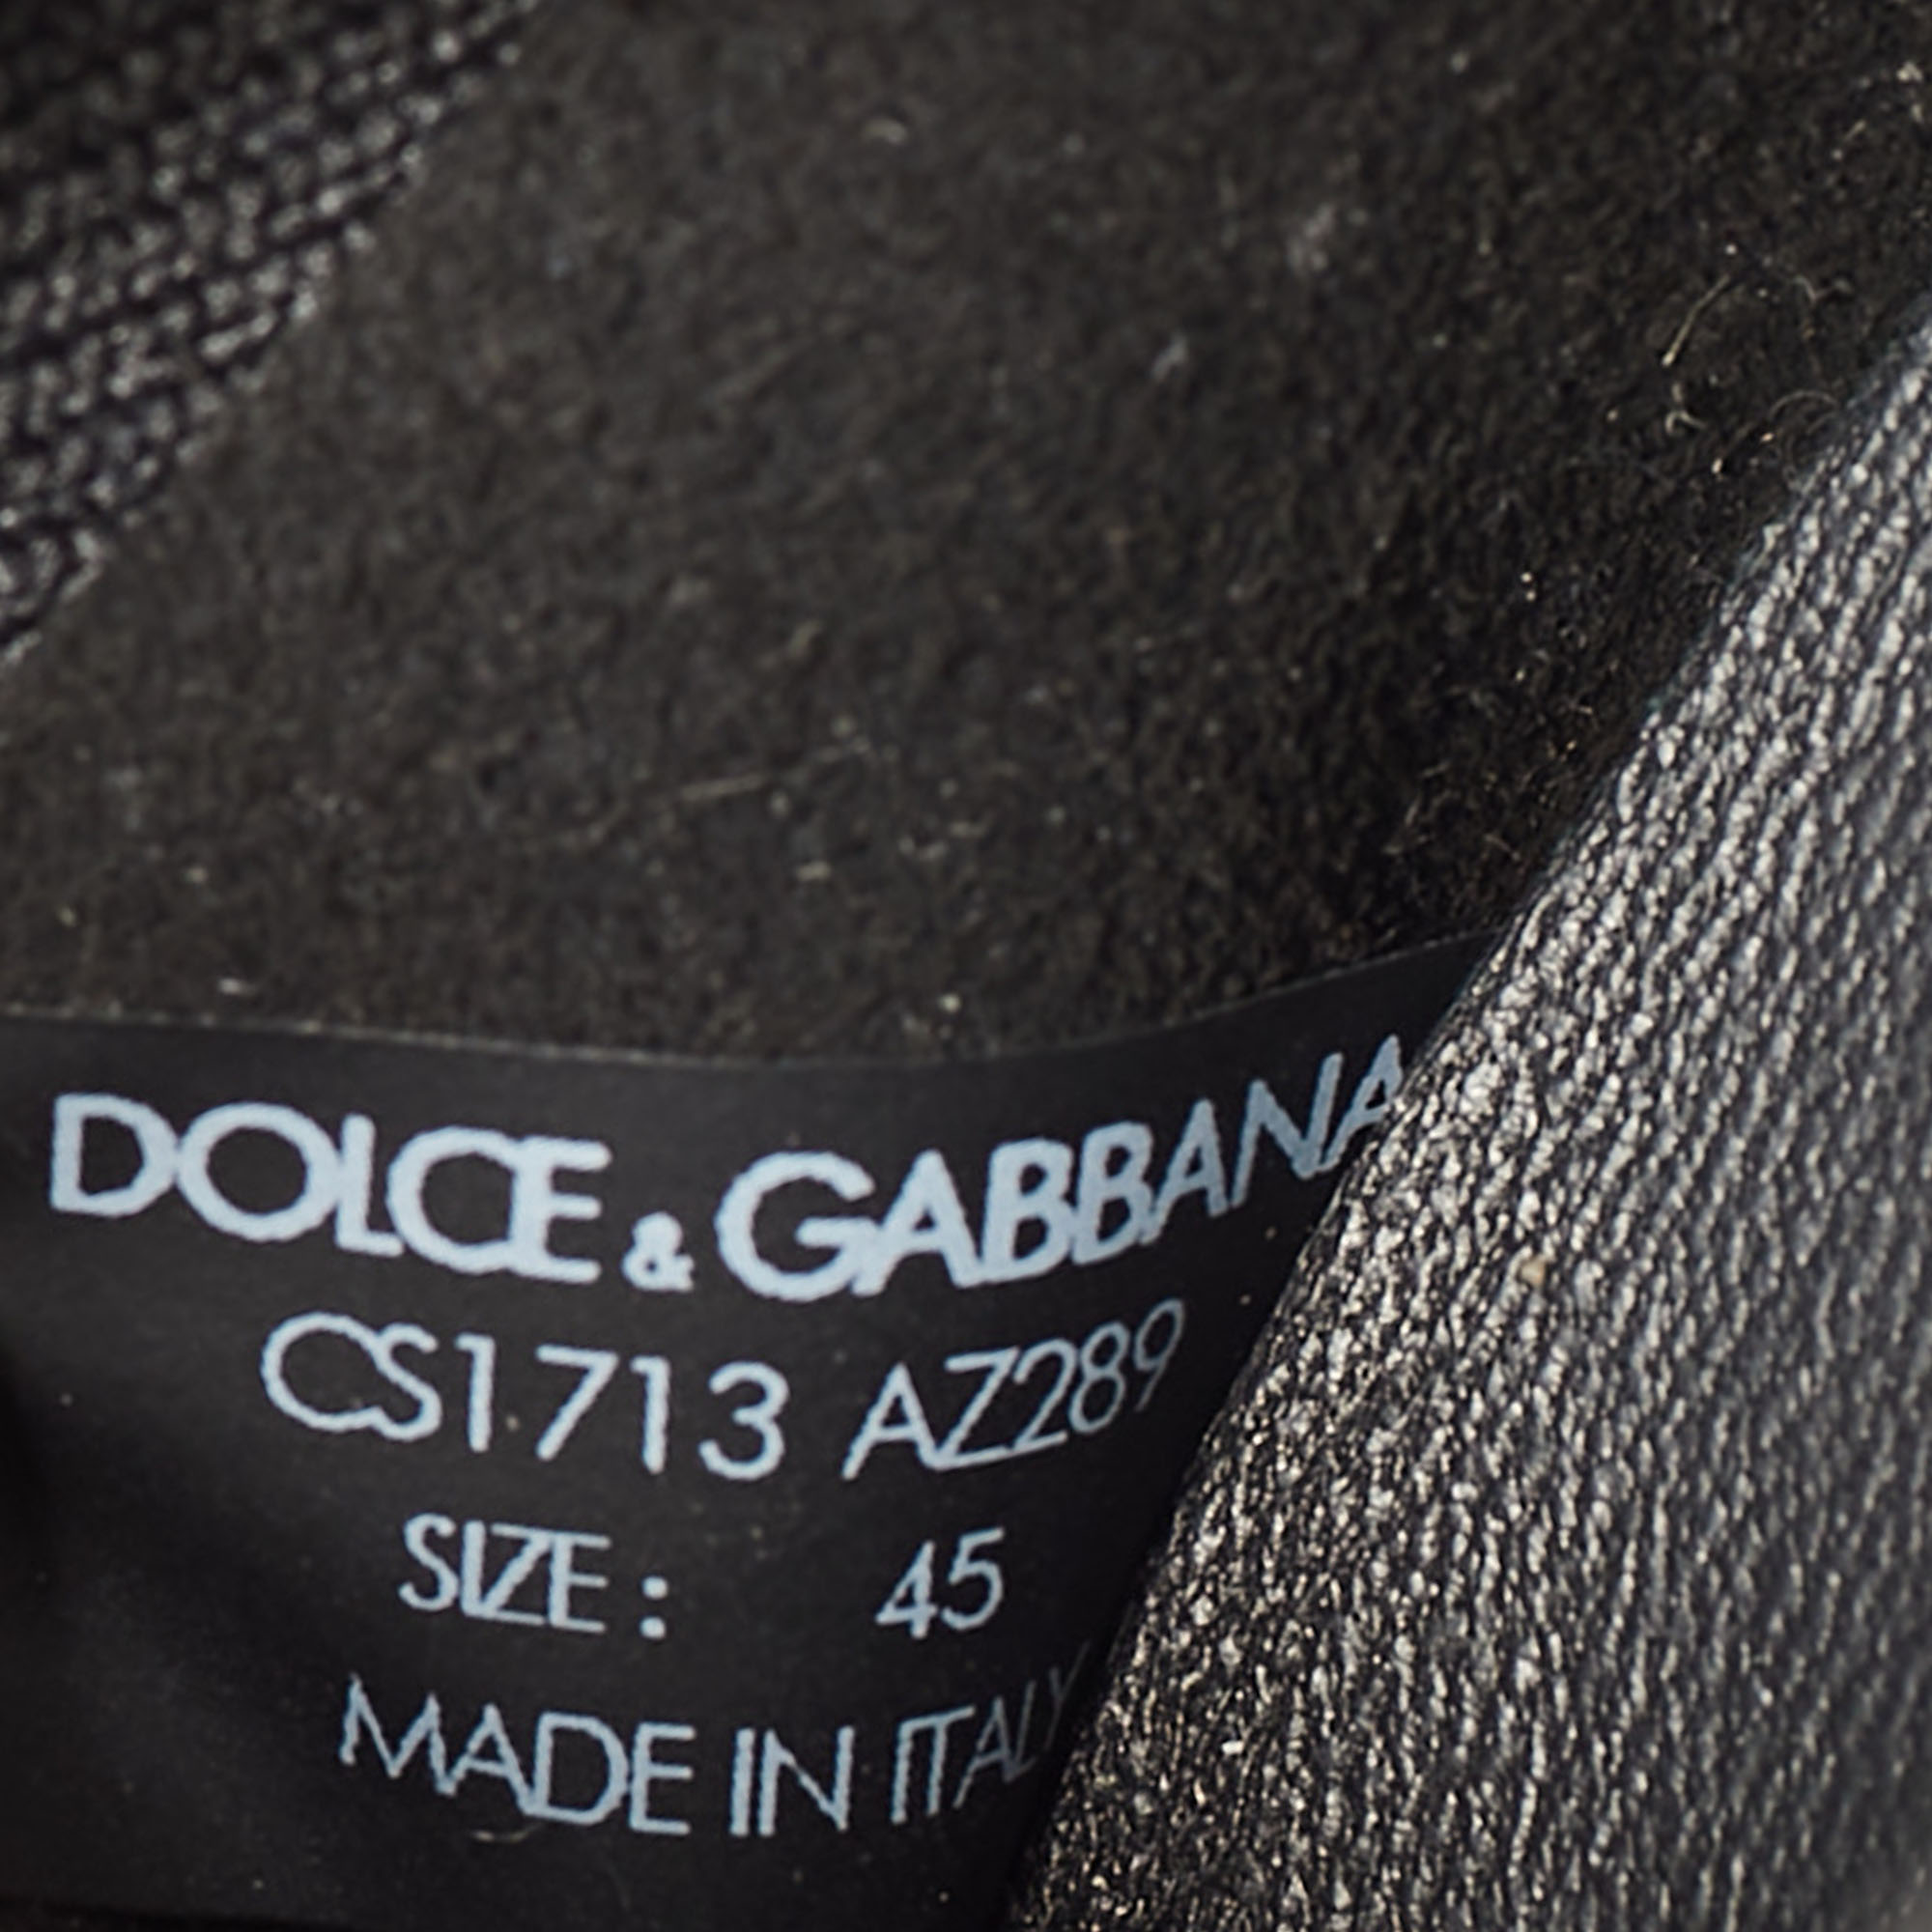 DOLCE & GABBANA
CS1713 AZ289
SIZE : 45
MADE IN ITALY